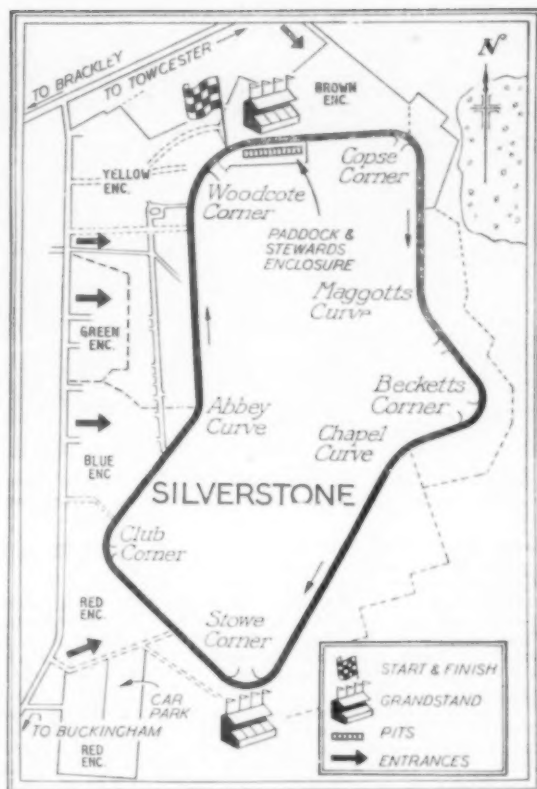 TO BRACKLEY
TO TOWCESTER
N
BROWN
ENC.
YELLOW
ENC.
Woodcote
Corner
Copse
Corner
PADDOCK &
STEWARDS
ENCLOSURE
Maggotts
Curve
GREEN
ENC.
Becketts
Corner
Abbey
Curve
Chapel
Curve
BLUE
ENC
SILVERSTONE
Club
Corner
RED
ENC.
Stowe
Corner
CAR
PARK
TO BUCKINGHAM
RED
ENC.
START & FINISH
GRANDSTAND
PITS
ENTRANCES